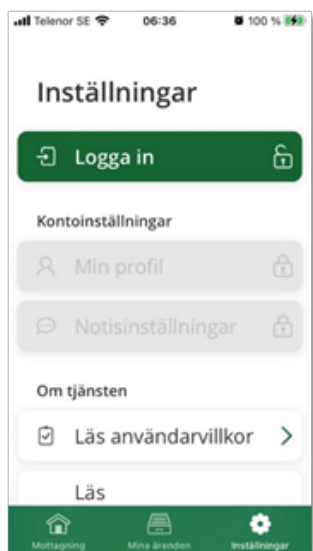 Telenor SE 06:36 100 %
Inställningar
Logga in
Kontoinställningar
Min profil
Notisinställningar
Om tjänsten
Läs användarvillkor
Läs
Mottagning Mina ärenden Inställningar